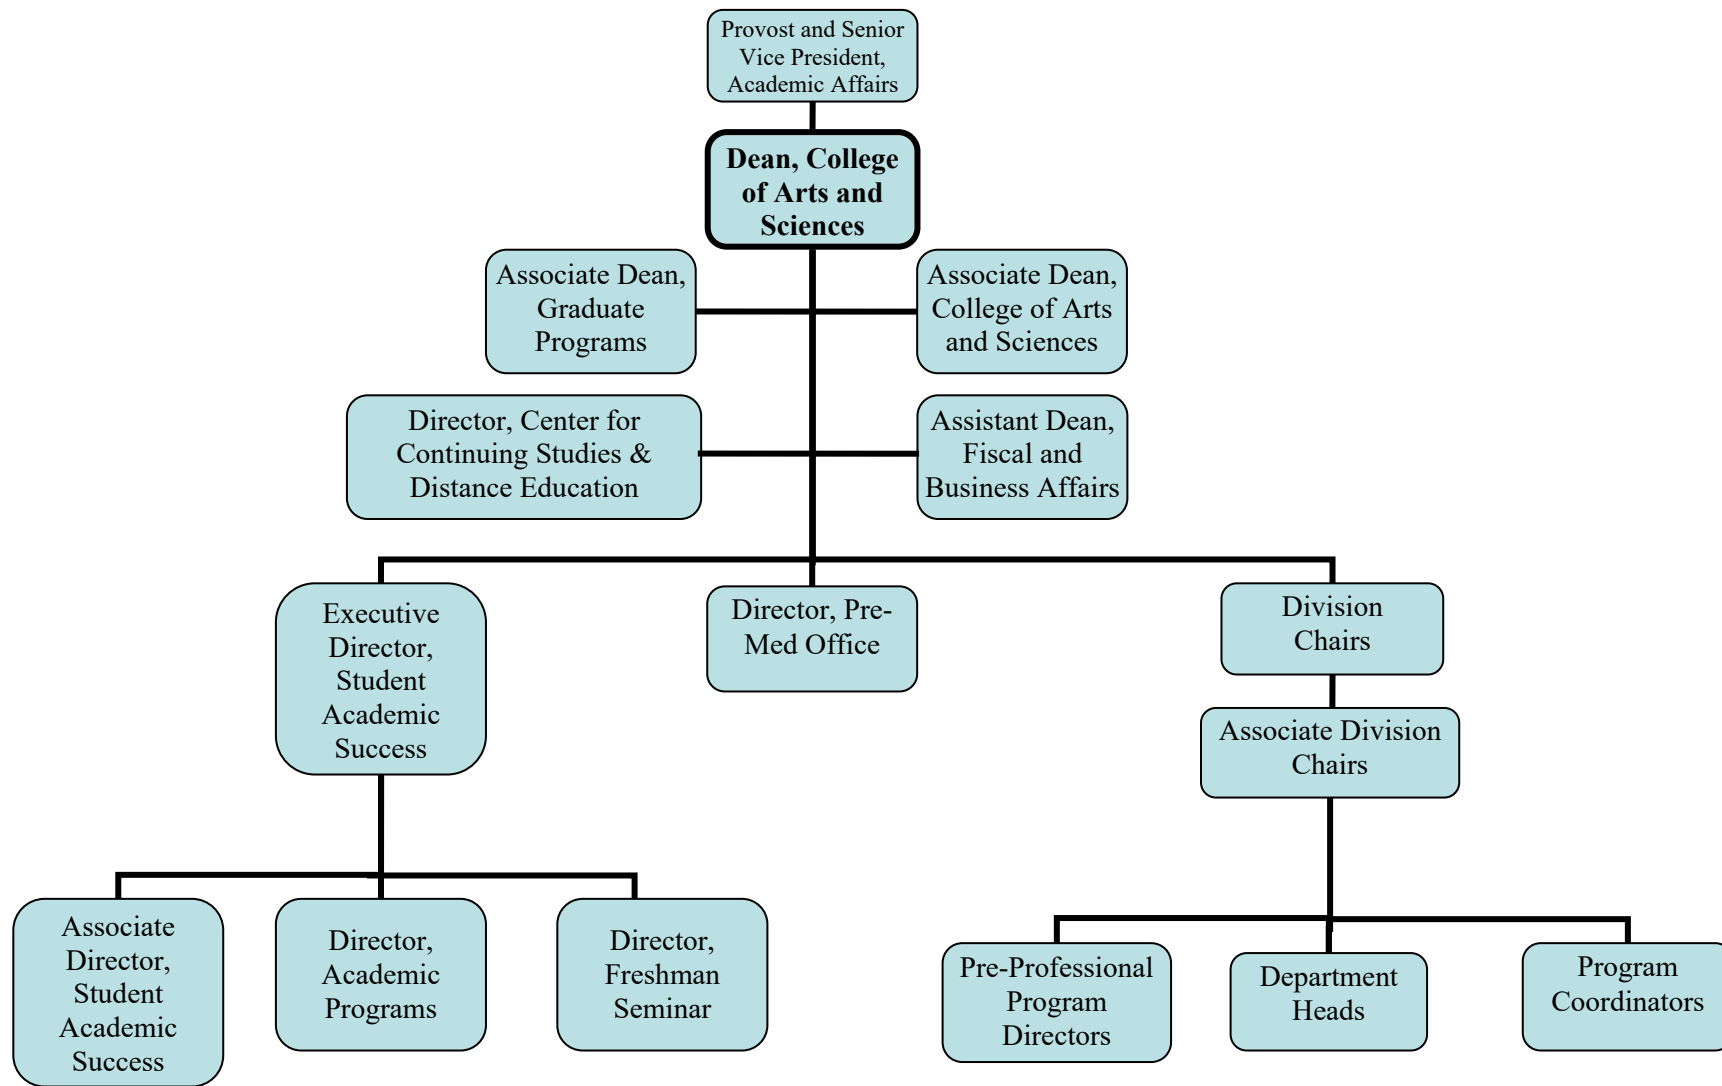 Provost and Senior
Vice President,
Academic Affairs
Dean, College
of Arts and
Sciences
Associate Dean,
Graduate
Programs
Associate Dean,
College of Arts
and Sciences
Director, Center for
Continuing Studies &
Distance Education
Assistant Dean,
Fiscal and
Business Affairs
Executive
Director,
Student
Academic
Success
Director, Pre-
Med Office
Division
Chairs
Associate Division
Chairs
Associate
Director,
Student
Academic
Success
Director,
Academic
Programs
Director,
Freshman
Seminar
Pre-Professional
Program
Directors
Department
Heads
Program
Coordinators